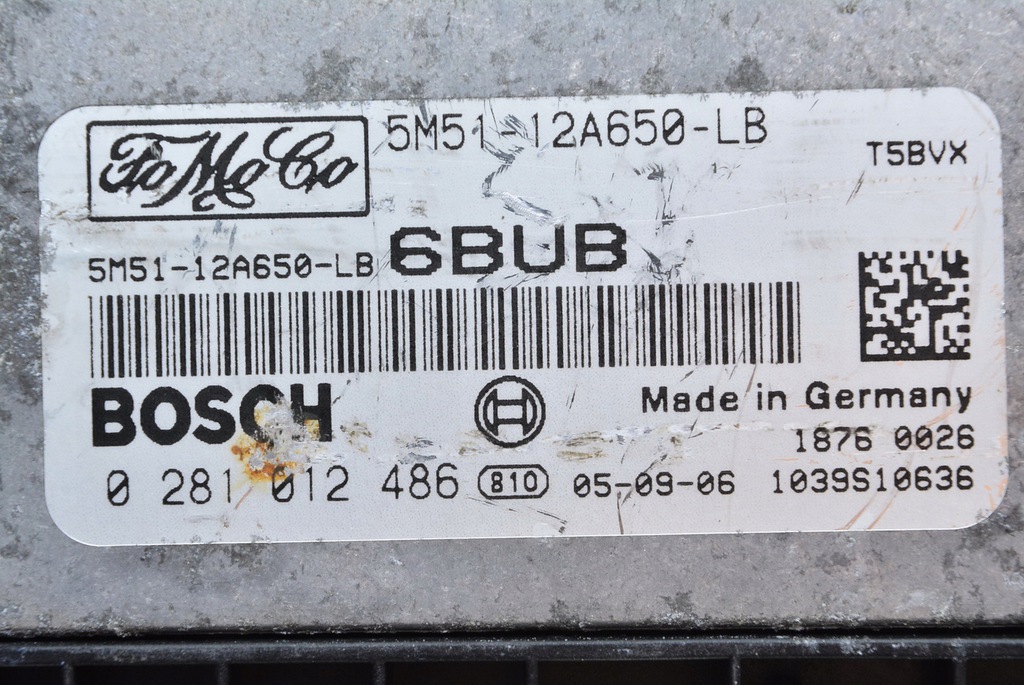 FoMoCo 5M51-12A650-LB
T5BVX
5M51-12A650-LB 6BUB
BOSCH Made in Germany
1876 0026
0 281 012 486 810 05-09-06 1039S10636